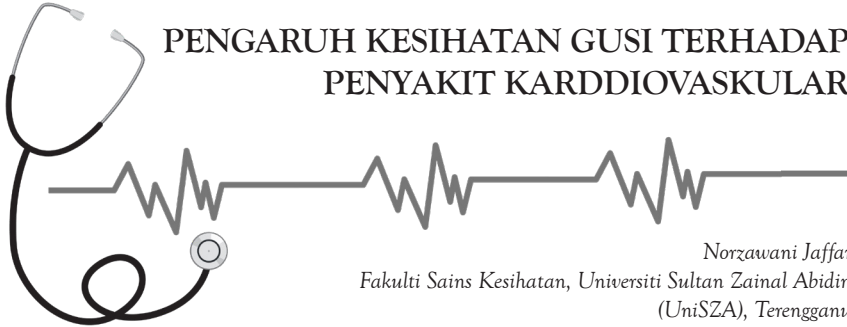 PENGARUH KESIHATAN GUSI TERHADAP
PENYAKIT KARDDIOVASKULAR
Norzawani Jaffar
Fakulti Sains Kesihatan, Universiti Sultan Zainal Abidin
(UniSZA), Terengganu